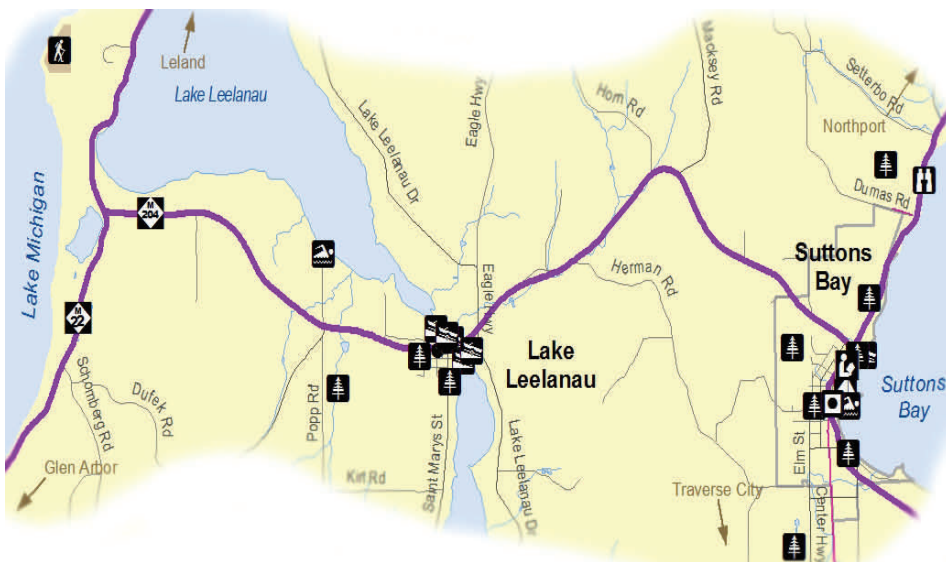 Leland
Lake Leelanau
Lake Leelanau Dr
Eagle Hwy
Horn Rd
Macksey Rd
Setterbo Rd
Northport
Dumas Rd
Lake Michigan
M
204
M
22
Eagle Hwy
Herman Rd
Suttons
Bay
Lake
Leelanau
Suttons
Bay
Schomberg Rd
Dufek Rd
Popp Rd
Saint Marys St
Lake Leelanau Dr
Elm St
Glen Arbor
Kirt Rd
Traverse City
Center Hwy